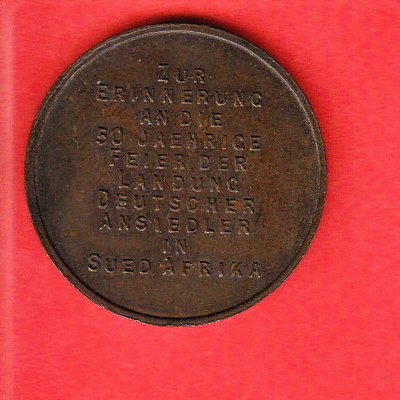 ZUR
ERINNERUNG
AN DIE
50 JAEHRIGE
FEIER DER
LANDUNG
DEUTSCHER
ANSIEDLER
IN
SUED AFRIKA